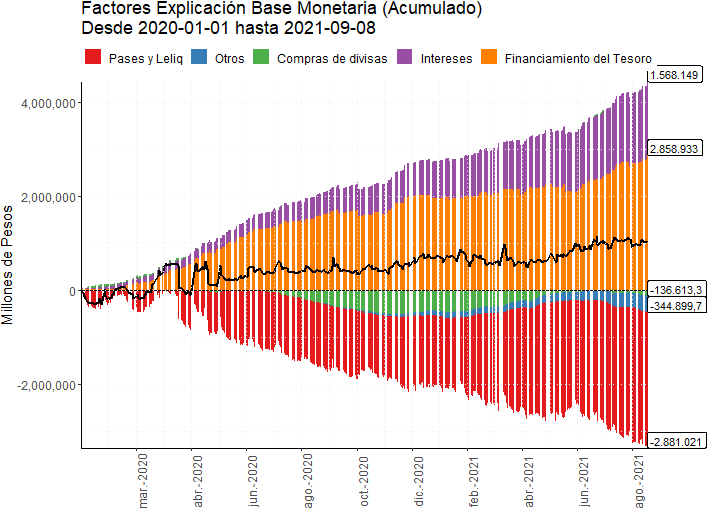 Factores Explicación Base Monetaria (Acumulado)
Desde 2020-01-01 hasta 2021-09-08
Pases y Leliq Otros Compras de divisas Intereses Financiamiento del Tesoro
1.568.149
4,000,000
2.858.933
2,000,000
Millones de Pesos
0
-136.613,3
-344.899,7
-2,000,000
-2.881.021
mar.-2020
abr.-2020
jun.-2020
ago.-2020
oct.-2020
dic.-2020
feb.-2021
abr.-2021
jun.-2021
ago.-2021